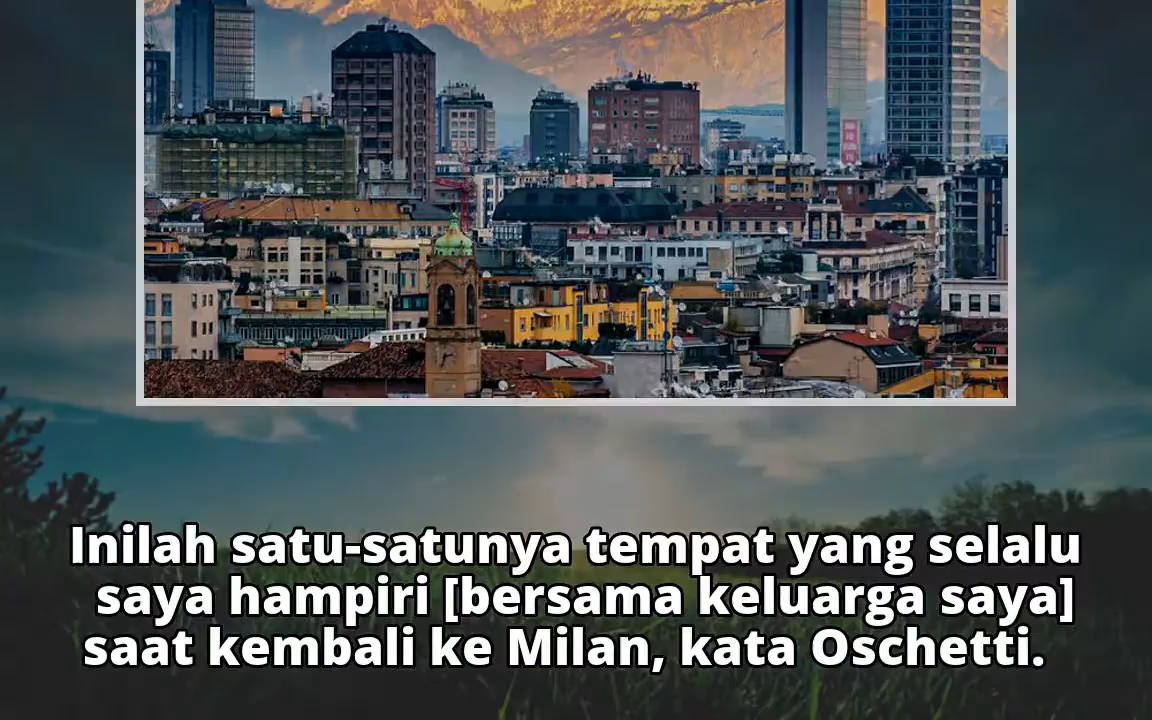 Inilah satu-satunya tempat yang selalu
saya hampiri [bersama keluarga saya]
saat kembali ke Milan, kata Oschetti.